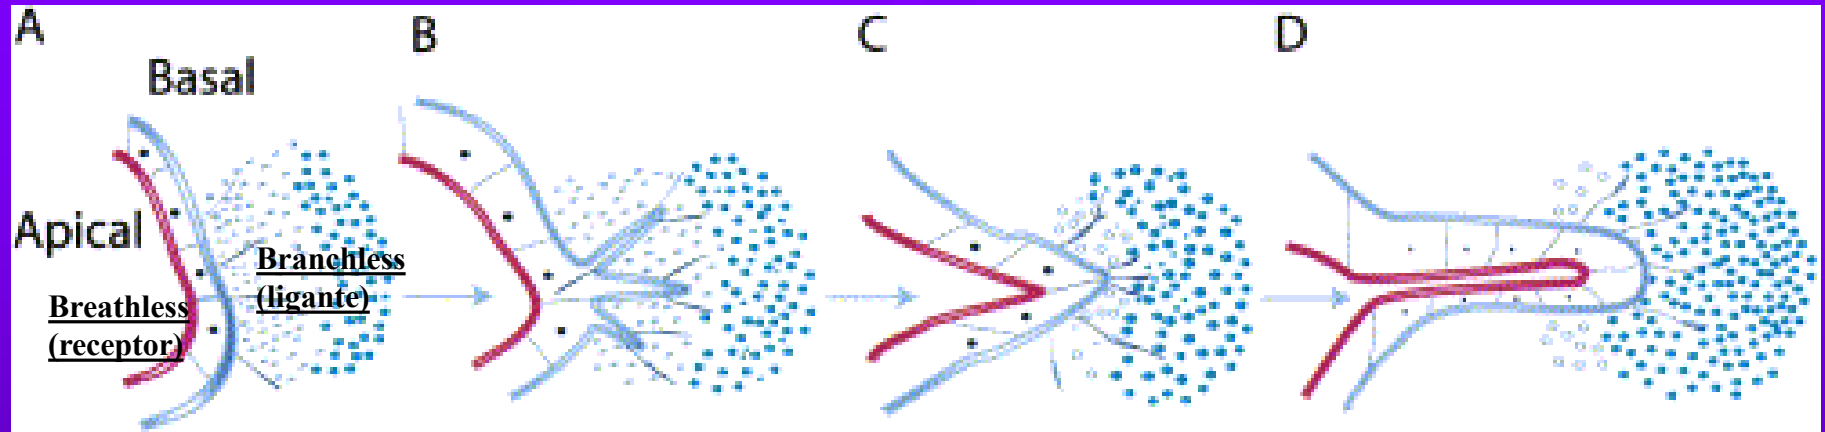 A
B
C
D
Basal
Apical
Branchless
(ligante)
Breathless
(receptor)